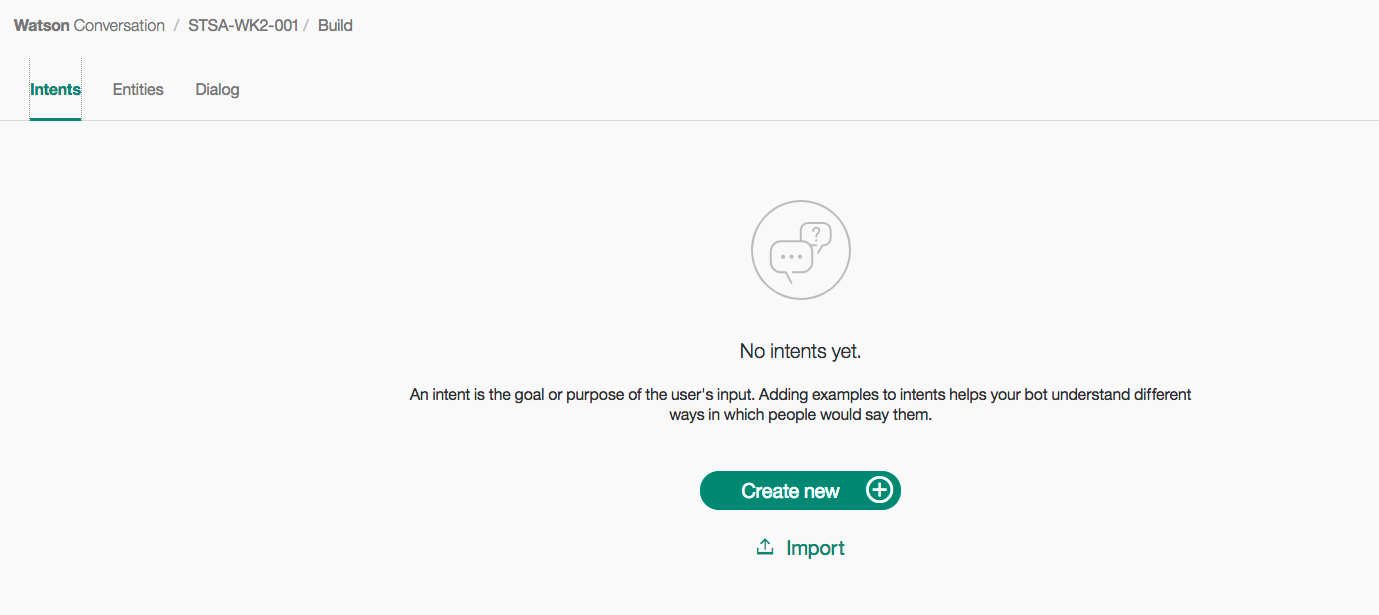 Watson Conversation / STSA-WK2-001 / Build
Intents Entities Dialog
?
No intents yet.
An intent is the goal or purpose of the user's input. Adding examples to intents helps your bot understand different
ways in which people would say them.
Create new
Import